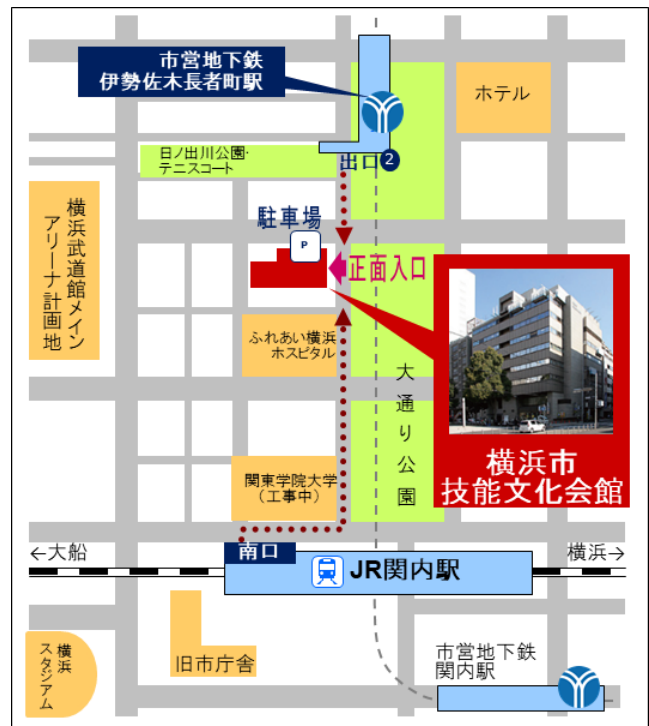 市営地下鉄
伊勢佐木長者町駅
ホテル
日ノ出川公園・
テニスコート
出口2
駐車場
P
正面入口
横浜武道館メイン
アリーナ計画地
ふれあい横浜
ホスピタル
大通り公園
横浜市
技能文化会館
関東学院大学
(工事中)
←大船
南口
横浜→
JR関内駅
旧市庁舎
横浜
スタジアム
市営地下鉄
関内駅